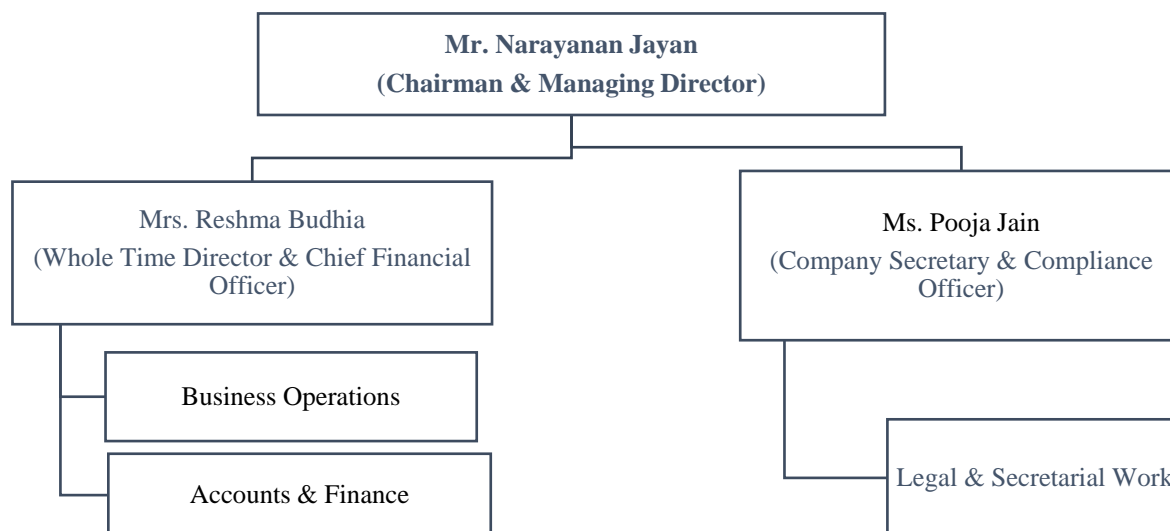 Mr. Narayanan Jayan
(Chairman & Managing Director)
Mrs. Reshma Budhia
(Whole Time Director & Chief Financial
Officer)
Ms. Pooja Jain
(Company Secretary & Compliance
Officer)
Business Operations
Accounts & Finance
Legal & Secretarial Work